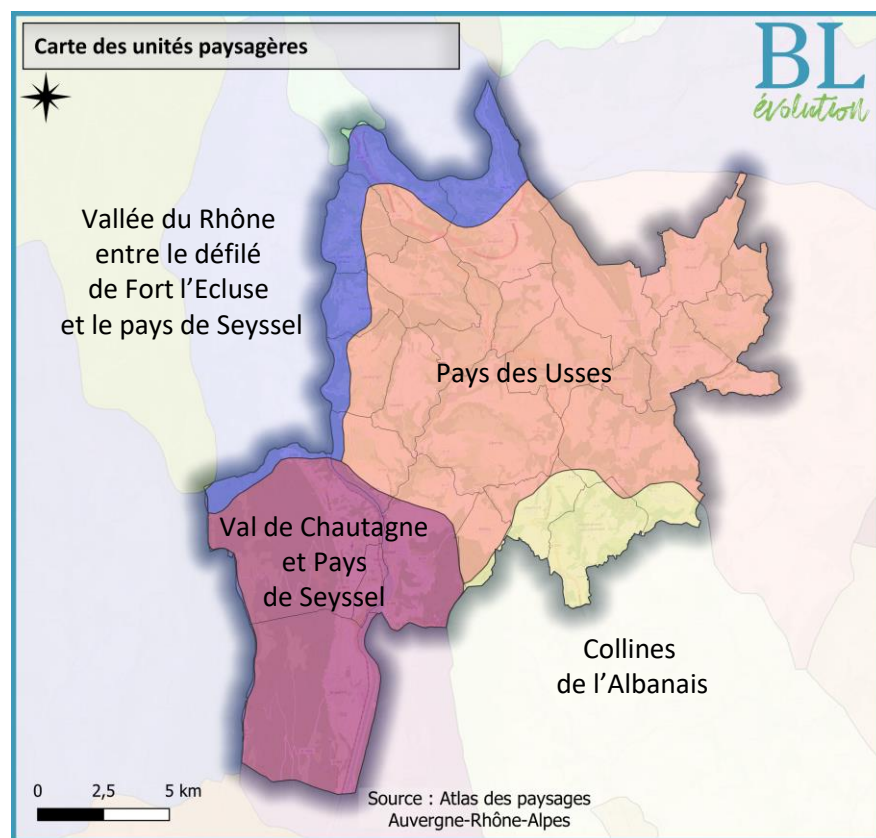 Carte des unités paysagères
BL
évolution
Vallée du Rhône
entre le défilé
de Fort l’Ecluse
et le pays de Seyssel
Pays des Usses
Val de Chautagne
et Pays
de Seyssel
Collines
de l’Albanais
0 2,5 5 km
Source : Atlas des paysages
Auvergne-Rhône-Alpes